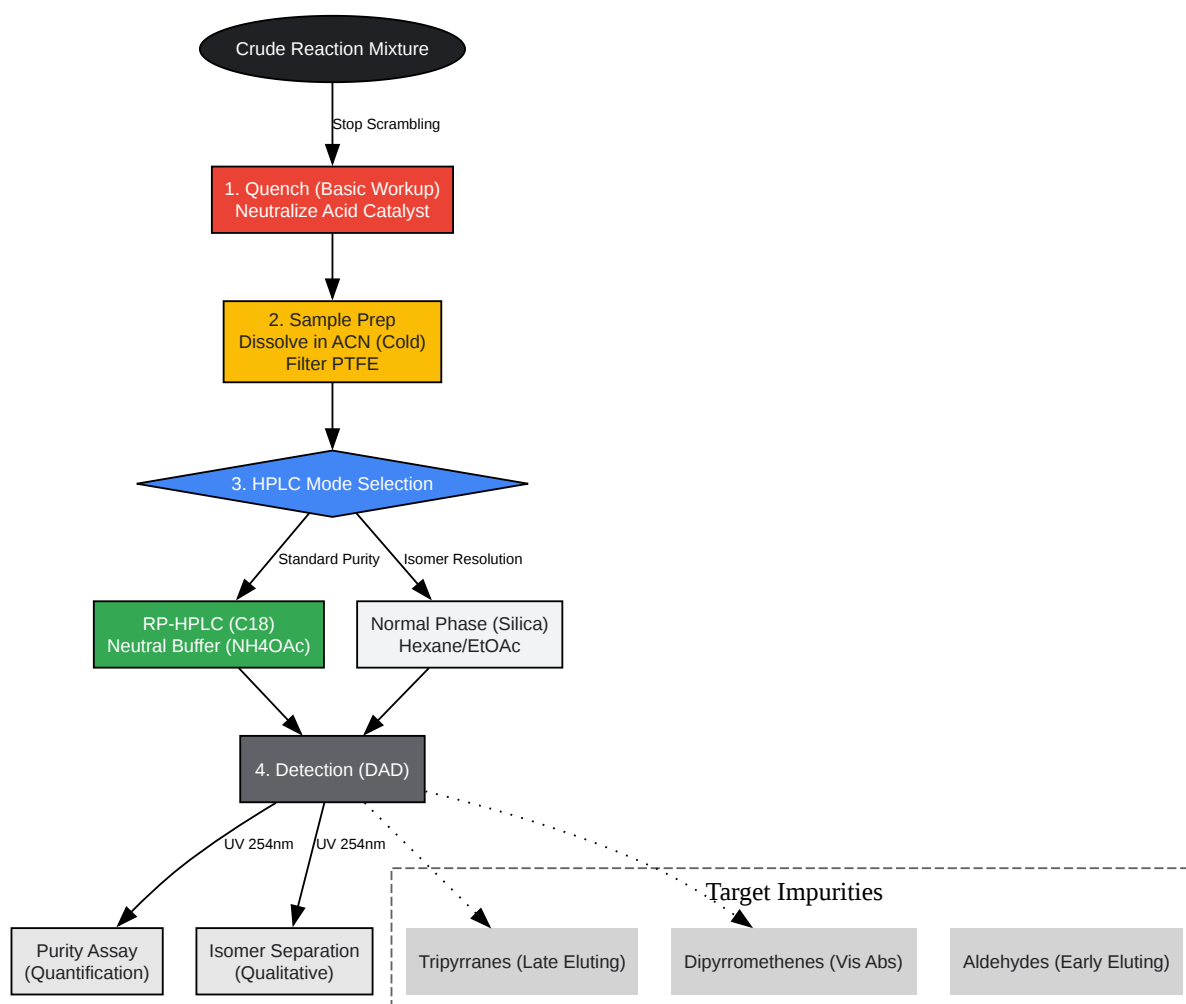 Crude Reaction Mixture
Stop Scrambling
1. Quench (Basic Workup)
Neutralize Acid Catalyst
2. Sample Prep
Dissolve in ACN (Cold)
Filter PTFE
3. HPLC Mode Selection
Standard Purity
Isomer Resolution
RP-HPLC (C18)
Neutral Buffer (NH4OAc)
Normal Phase (Silica)
Hexane/EtOAc
4. Detection (DAD)
UV 254nm
UV 254nm
Target Impurities
Purity Assay
(Quantification)
Isomer Separation
(Qualitative)
Tripyrranes (Late Eluting)
Dipyrromethenes (Vis Abs)
Aldehydes (Early Eluting)